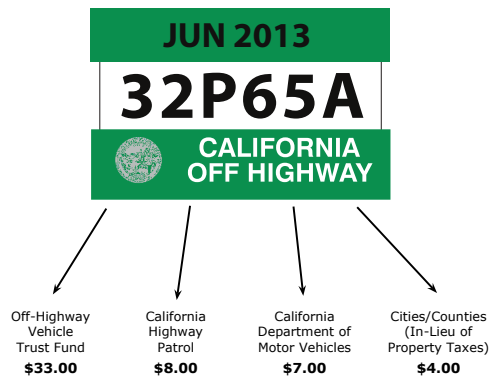 JUN 2013
32P65A
CALIFORNIA
OFF HIGHWAY
Off-Highway
Vehicle
Trust Fund
$33.00
California
Highway
Patrol
$8.00
California
Department of
Motor Vehicles
$7.00
Cities/Counties
(In-Lieu of
Property Taxes)
$4.00